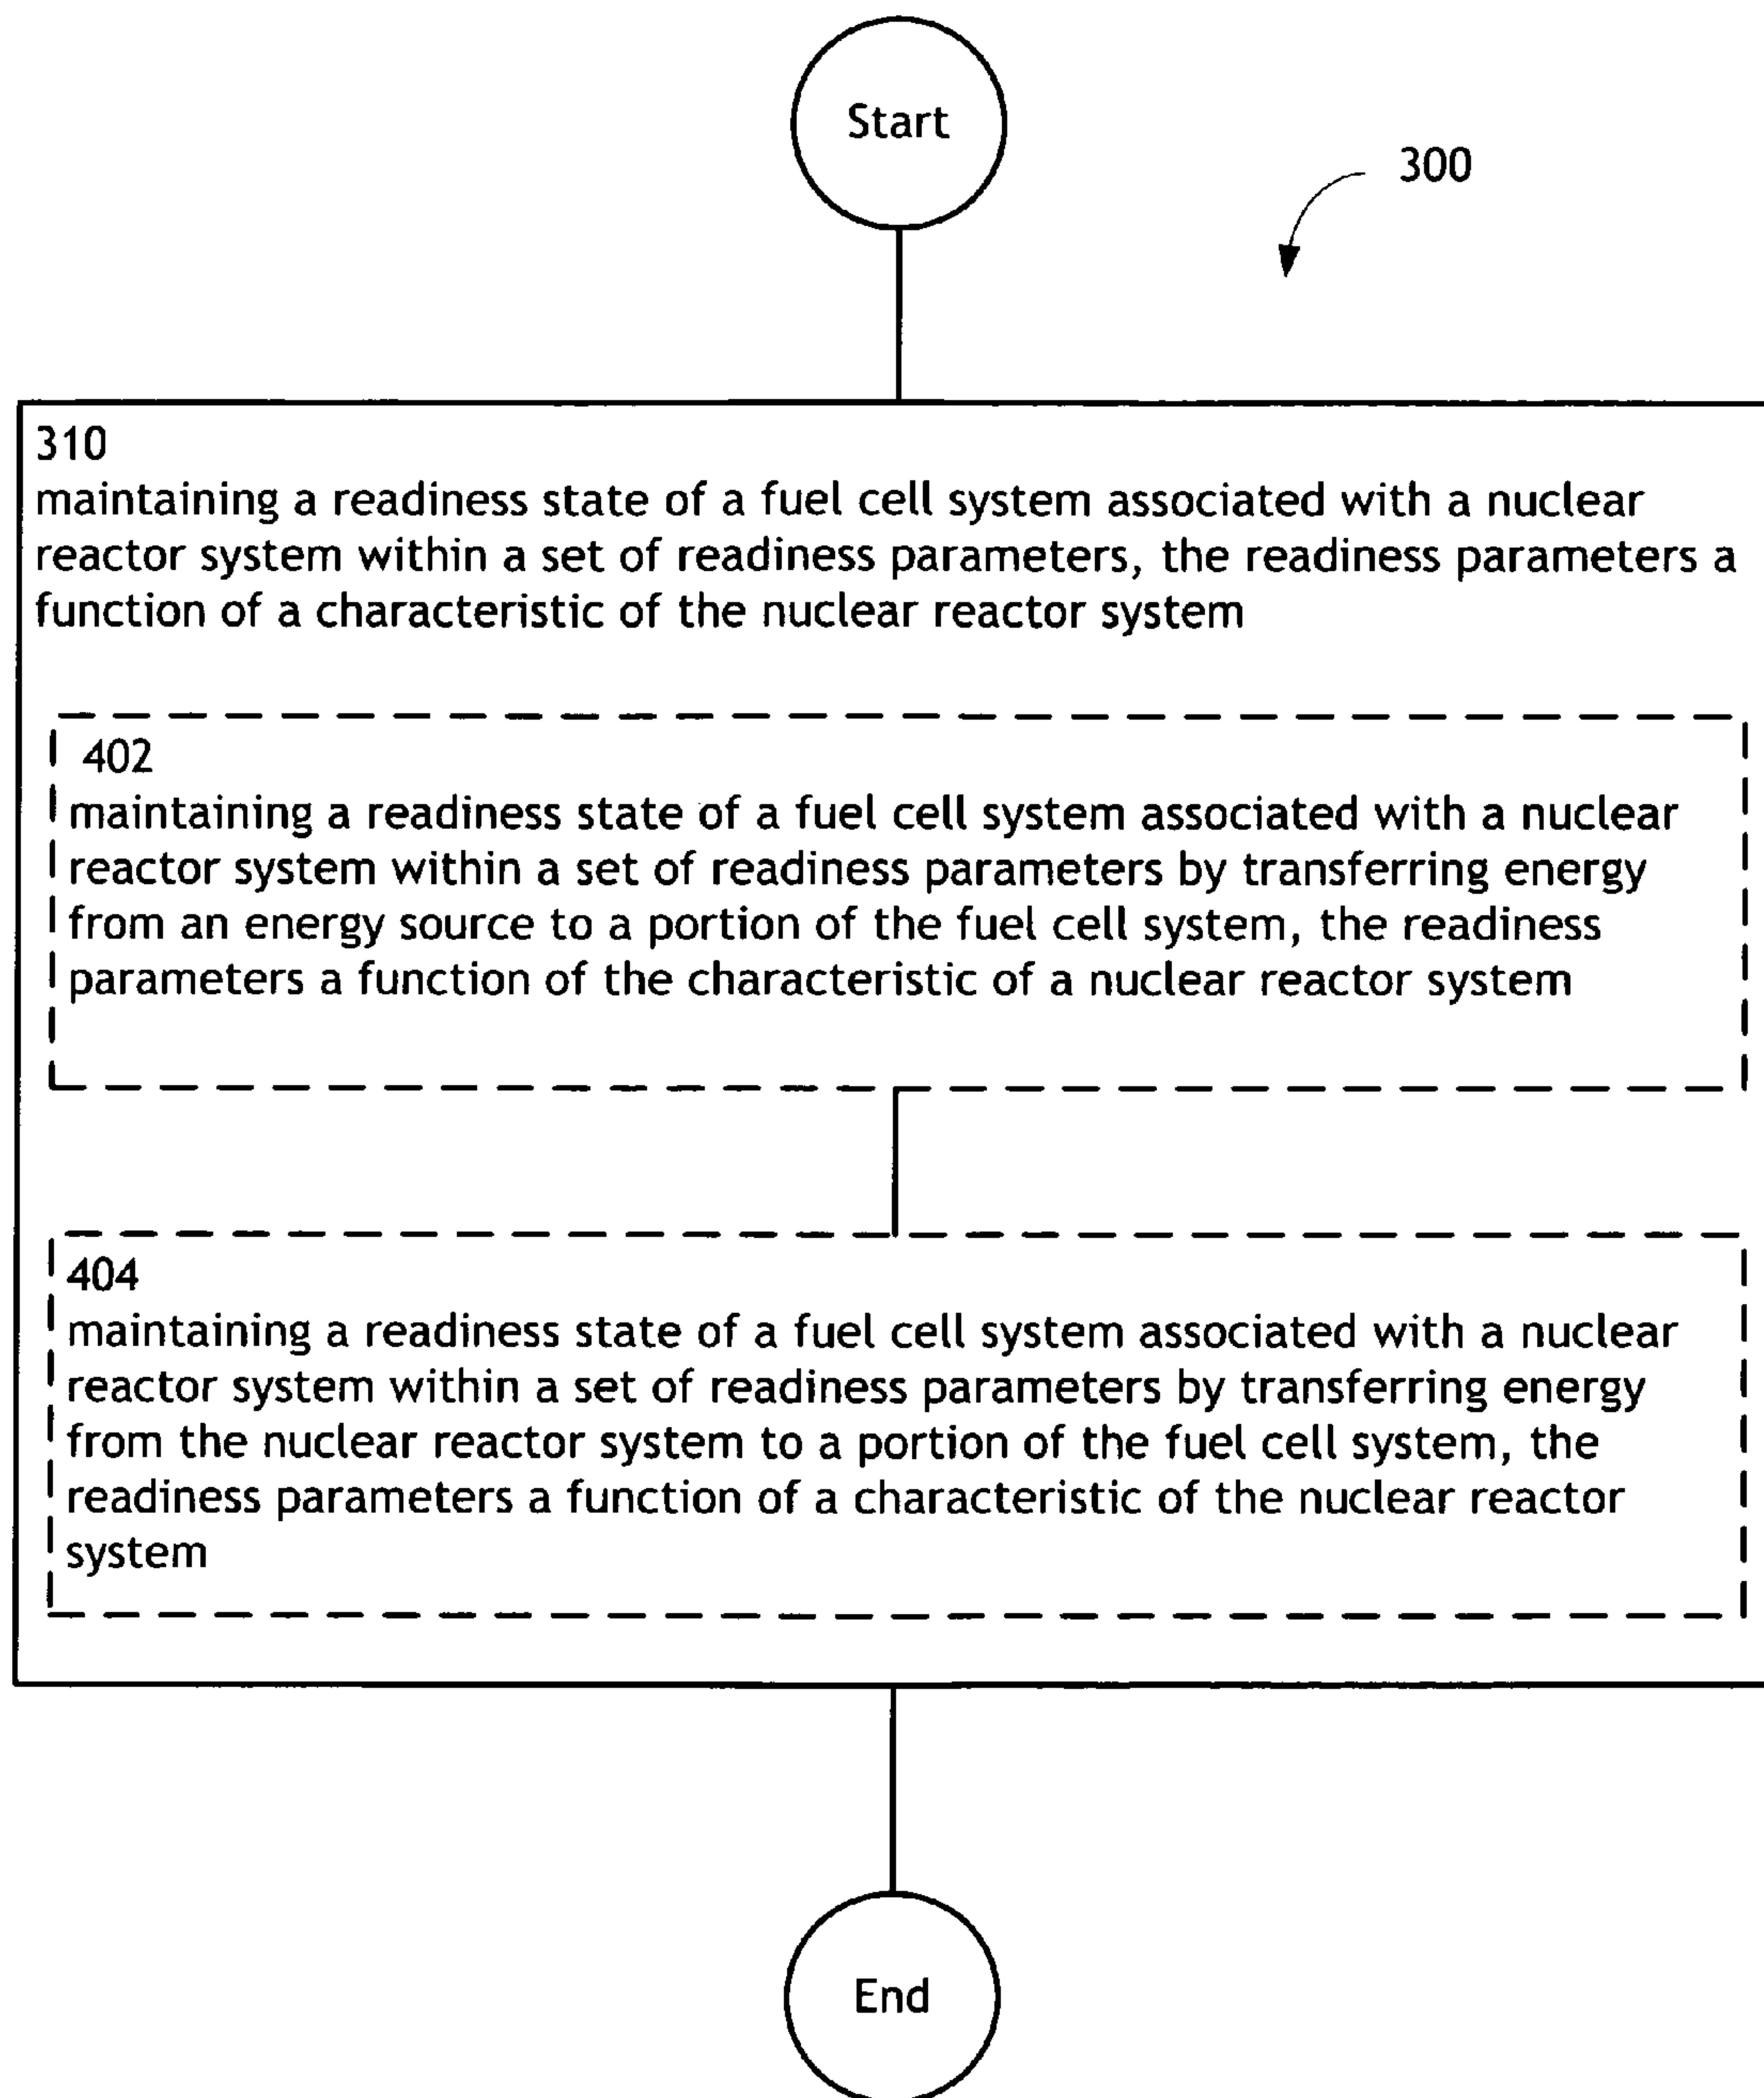 Start
300
310
maintaining a readiness state of a fuel cell system associated with a nuclear
reactor system within a set of readiness parameters, the readiness parameters a
function of a characteristic of the nuclear reactor system
402
maintaining a readiness state of a fuel cell system associated with a nuclear
reactor system within a set of readiness parameters by transferring energy
from an energy source to a portion of the fuel cell system, the readiness
parameters a function of the characteristic of a nuclear reactor system
404
maintaining a readiness state of a fuel cell system associated with a nuclear
reactor system within a set of readiness parameters by transferring energy
from the nuclear reactor system to a portion of the fuel cell system, the
readiness parameters a function of a characteristic of the nuclear reactor
system
End